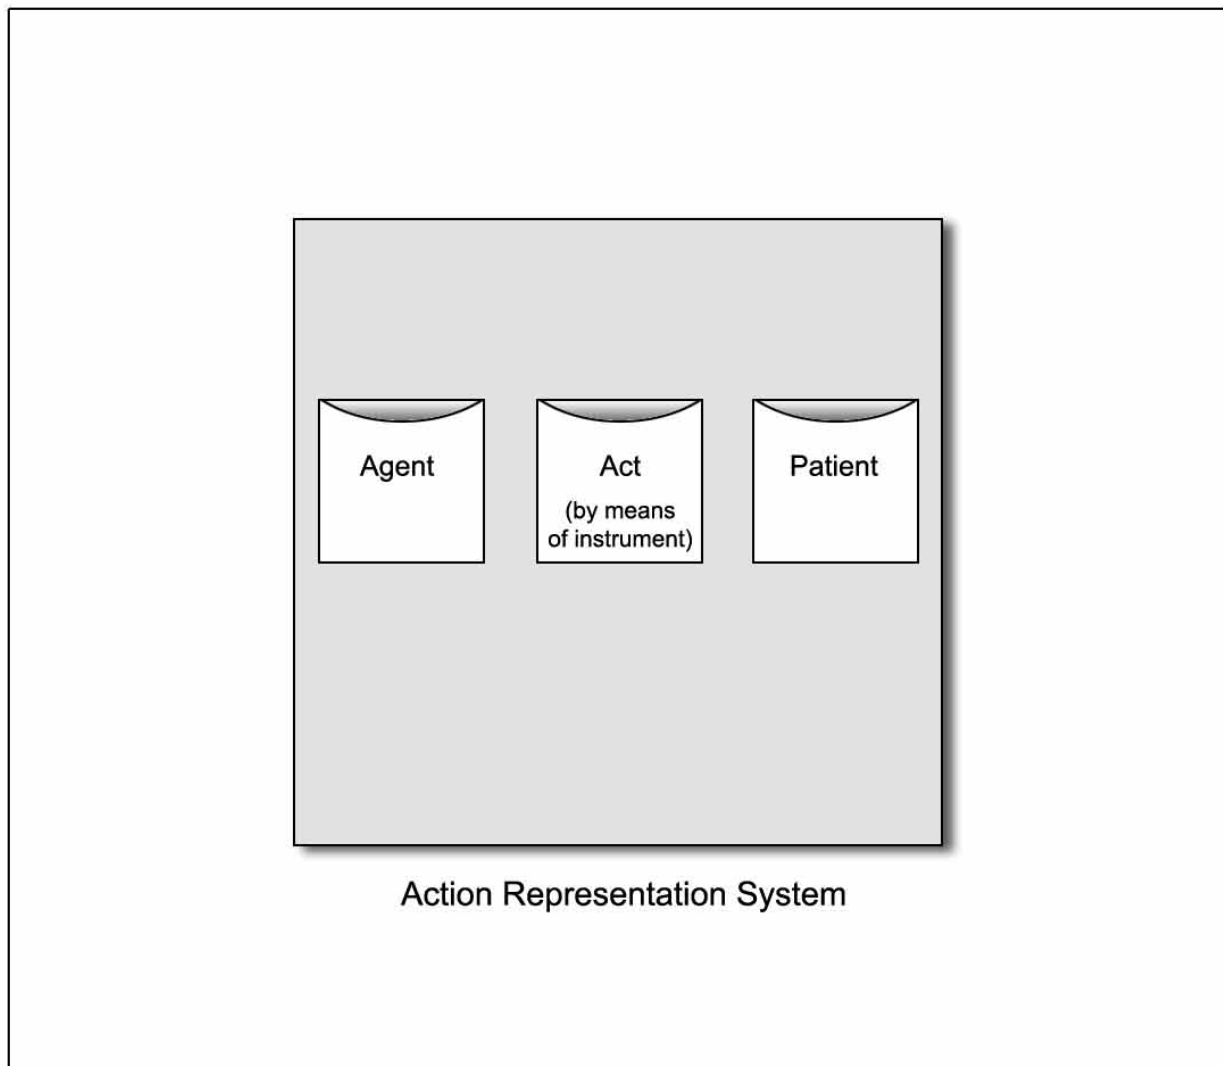 Agent
Act
(by means
of instrument)
Patient
Action Representation System